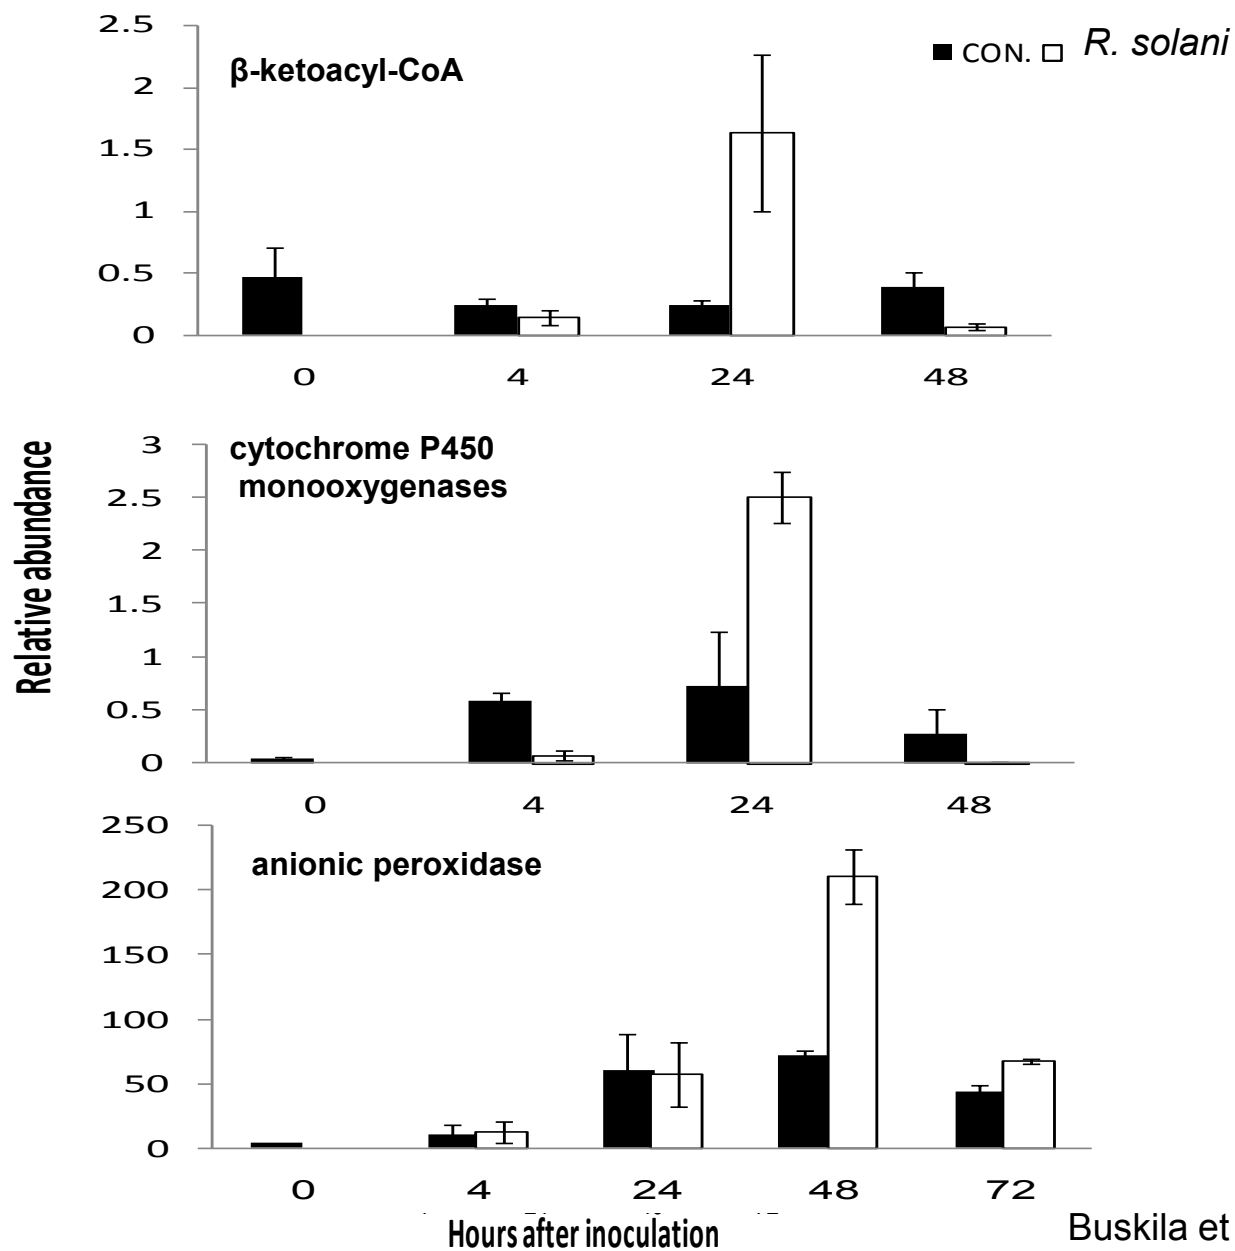 2.5
β-ketoacyl-CoA
■ CON. □ R. solani
2
1.5
1
0.5
0
0 4 24 48
Relative abundance
3
cytochrome P450
monooxygenases
2.5
2
1.5
1
0.5
0
0 4 24 48
250
anionic peroxidase
200
150
100
50
0
0 4 24 48 72
Hours after inoculation
Buskila et